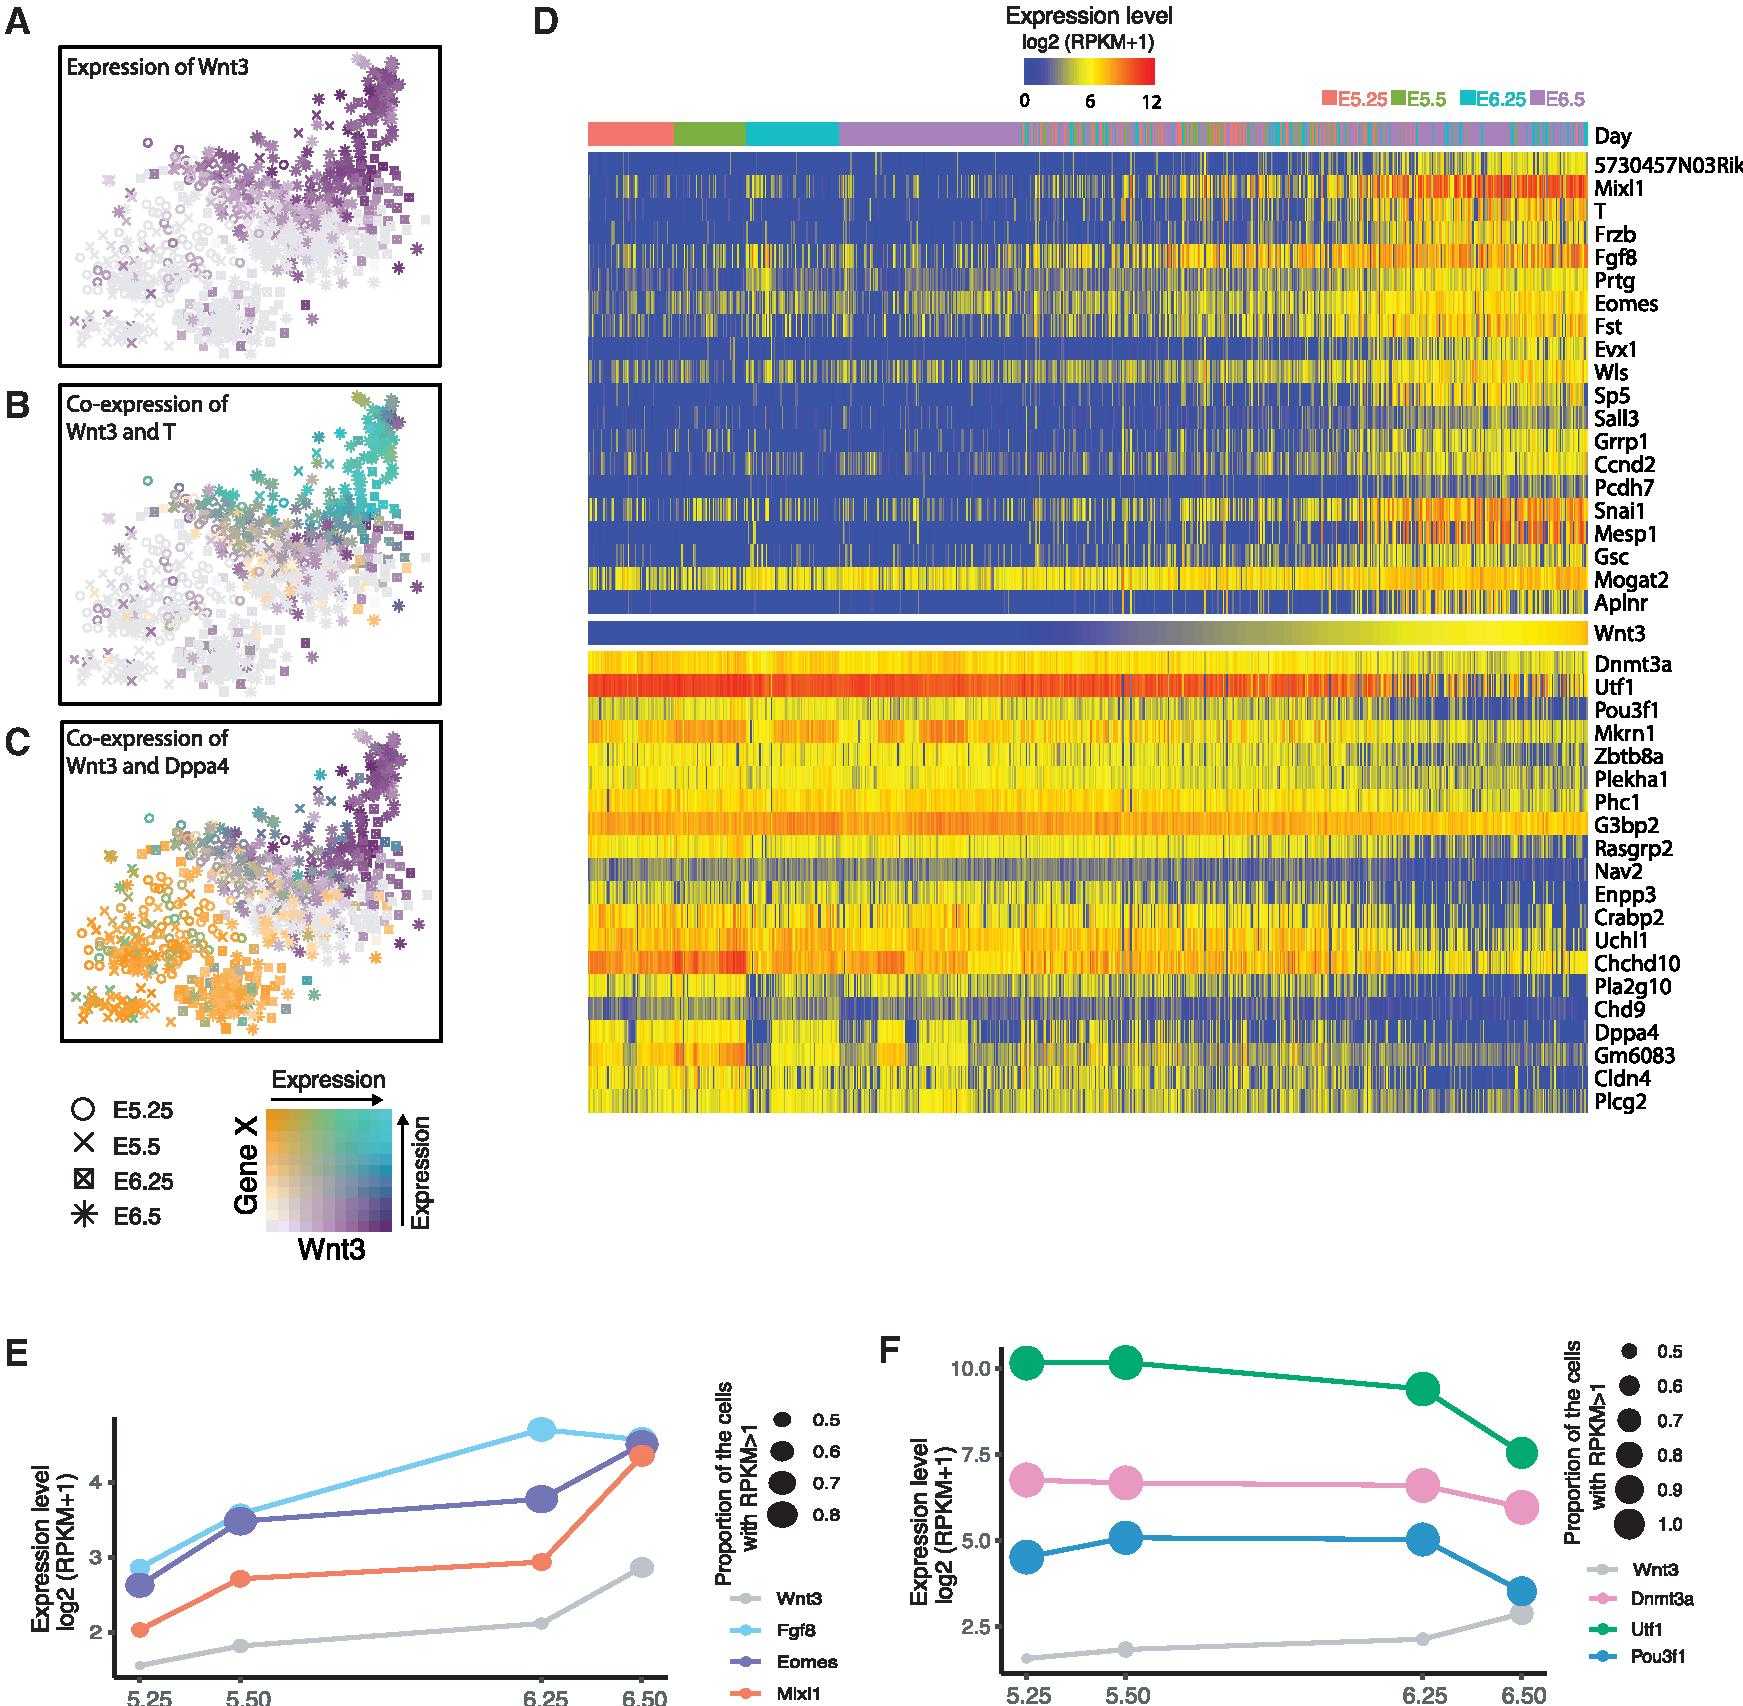 A
Expression of Wnt3
B
Co-expression of
Wnt3 and T
C
Co-expression of
Wnt3 and Dppa4
E5.25
E5.5
E6.25
E6.5
Expression
Gene X
Expression
Wnt3
D
Expression level
log2 (RPKM+1)
0 6 12
E5.25 E5.5 E6.25 E6.5
Day
5730457N03Rik
Mixl1
T
Frzb
Fgf8
Prtg
Eomes
Fst
Evx1
Wls
Sp5
Sall3
Grrp1
Ccnd2
Pcdh7
Snai1
Mesp1
Gsc
Mogat2
Aplnr
Wnt3
Dnmt3a
Utf1
Pou3f1
Mkrn1
Zbtb8a
Plekha1
Phc1
G3bp2
Rasgrp2
Nav2
Enpp3
Crabp2
Uchl1
Chchd10
Pla2g10
Chd9
Dppa4
Gm6083
Cldn4
Plcg2
E
Expression level
log2 (RPKM+1)
4
3
2
5.25 5.50 6.25 6.50
Proportion of the cells
with RPKM>1
0.5
0.6
0.7
0.8
Wnt3
Fgf8
Eomes
Mixl1
F
Expression level
log2 (RPKM+1)
10.0
7.5
5.0
2.5
5.25 5.50 6.25 6.50
Proportion of the cells
with RPKM>1
0.5
0.6
0.7
0.8
0.9
1.0
Wnt3
Dnmt3a
Utf1
Pou3f1